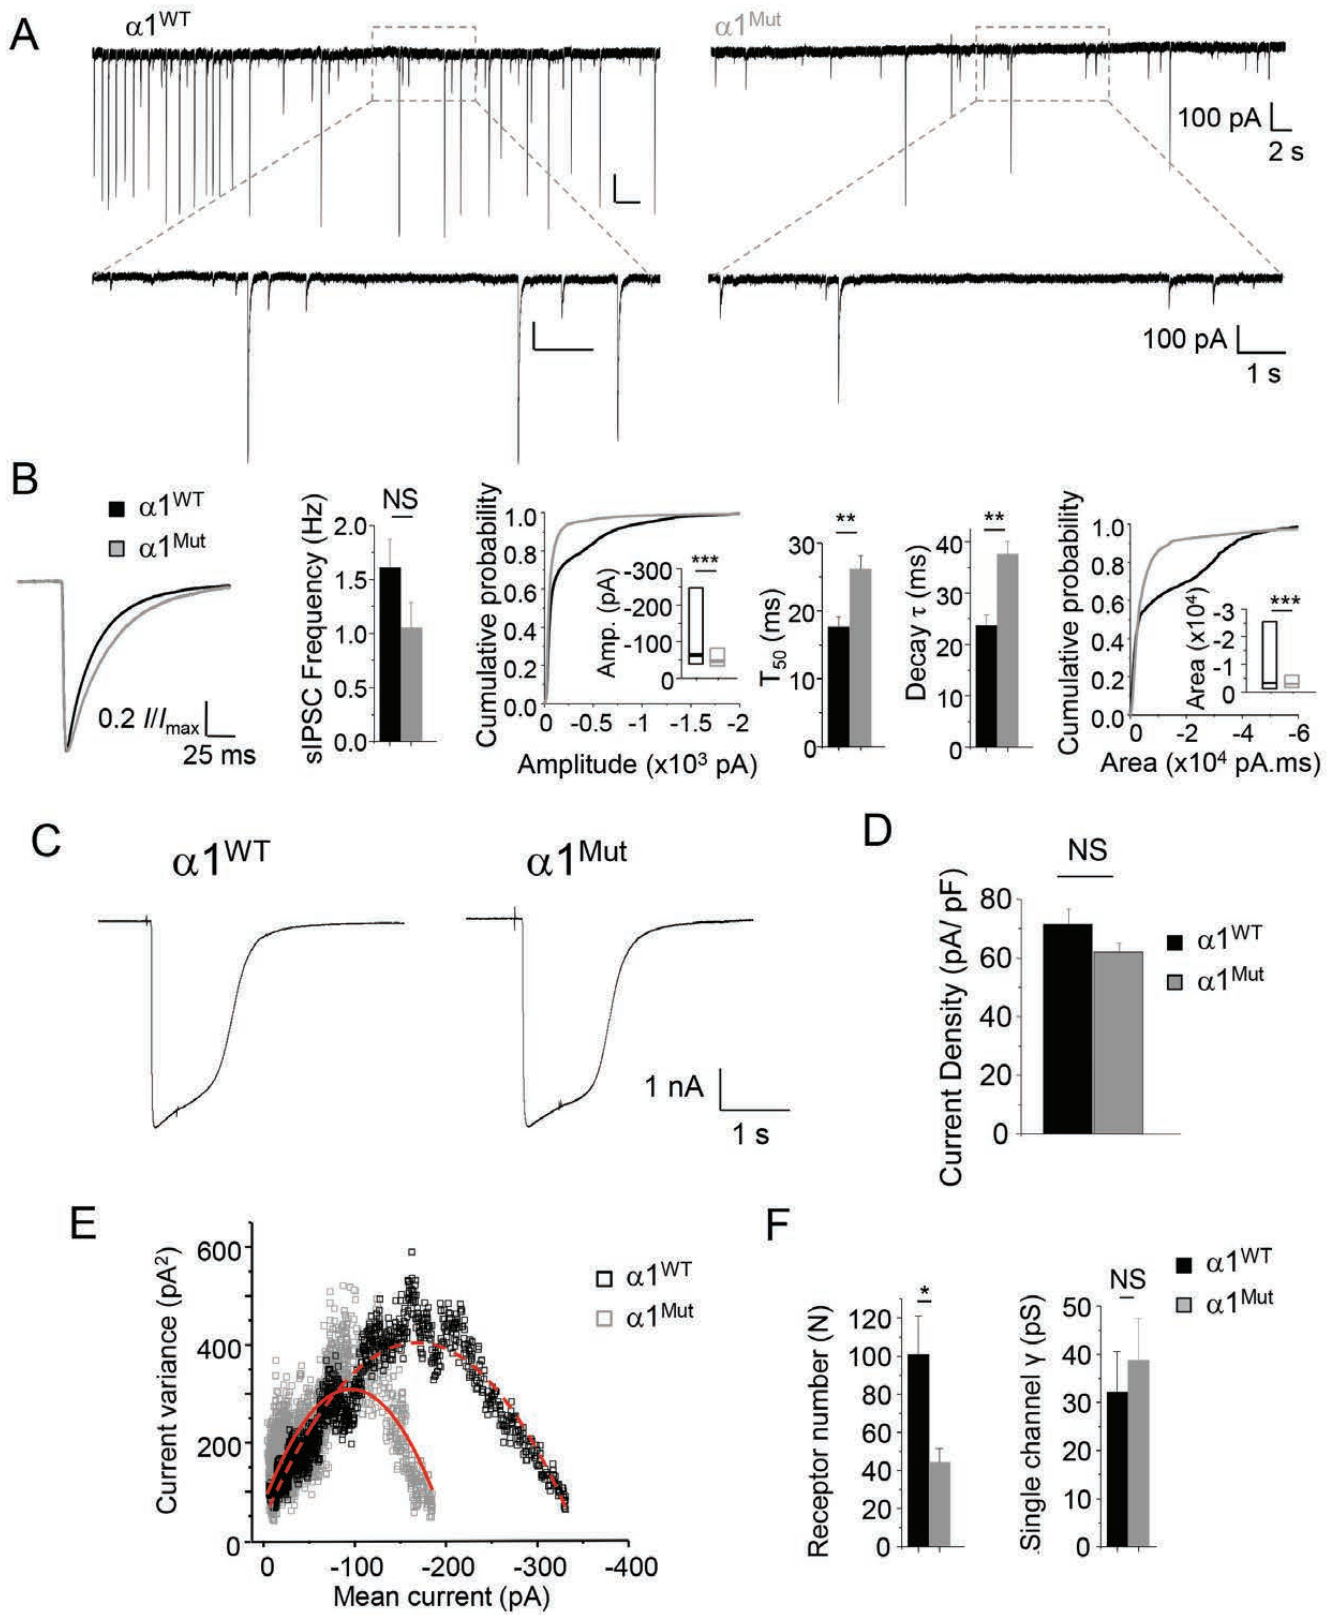 A
α1WT
α1Mut
100 pA
2 s
100 pA
1 s
B
α1WT
α1Mut
0.2 I/Imax
25 ms
sIPSC Frequency (Hz)
2.0
1.5
1.0
0.5
0.0
NS
Cumulative probability
1.0
0.8
0.6
0.4
0.2
0.0
0 -0.5 -1 -1.5 -2
Amplitude (x10³ pA)
Amp. (pA)
-300
-200
-100
0
***
T50 (ms)
30
20
10
0
**
Decay τ (ms)
40
30
20
10
0
**
Cumulative probability
1.0
0.8
0.6
0.4
0.2
0.0
0 -2 -4 -6
Area (x10⁴ pA.ms)
Area (x10⁴)
-3
-2
-1
0
***
C
α1WT
α1Mut
1 nA
1 s
D
NS
Current Density (pA/ pF)
80
60
40
20
0
α1WT
α1Mut
E
Current variance (pA²)
600
400
200
0
0 -100 -200 -300 -400
Mean current (pA)
α1WT
α1Mut
F
Receptor number (N)
120
100
80
60
40
20
0
*
.Single channel γ (pS)
50
40
30
20
10
0
NS
α1WT
α1Mut